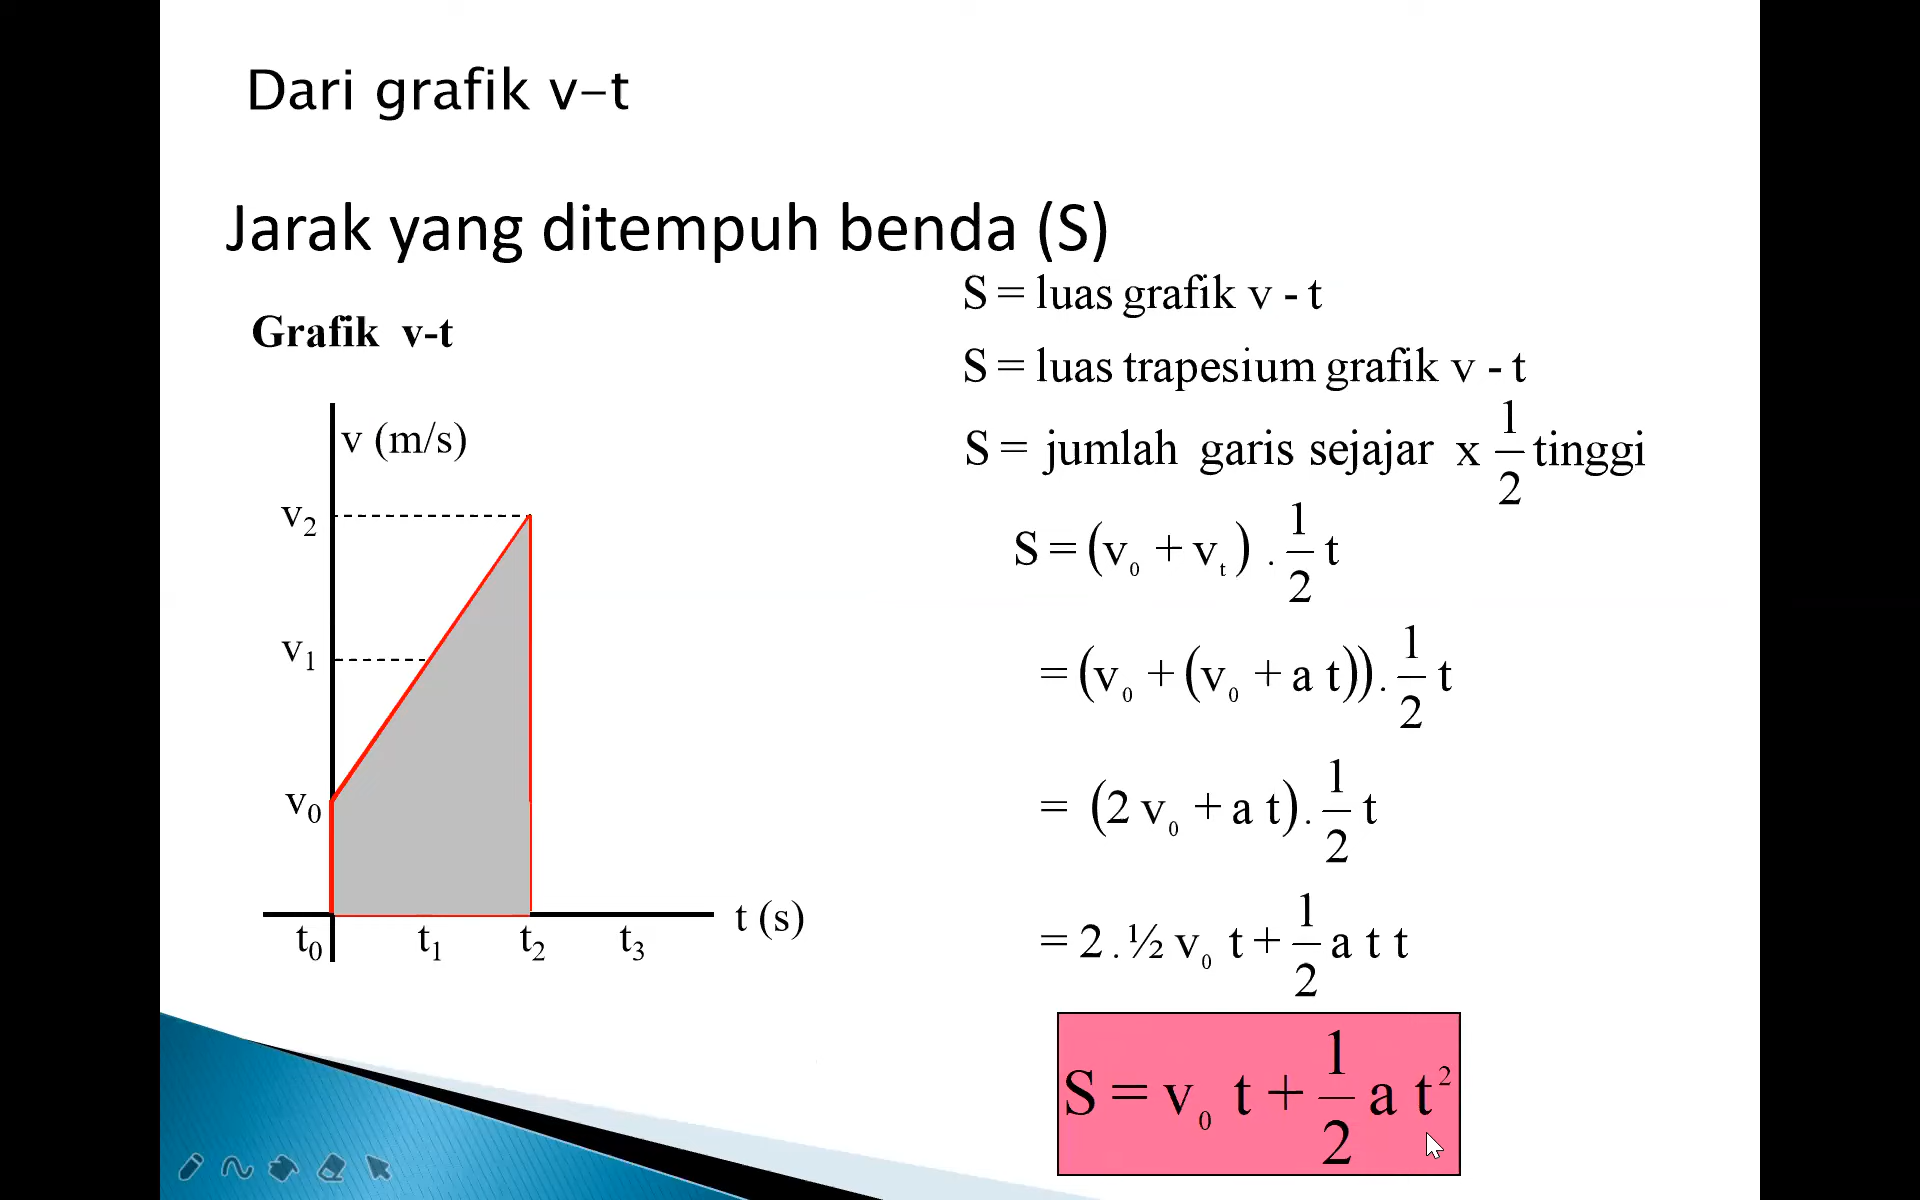 Dari grafik v-t
Jarak yang ditempuh benda (S)
S = luas grafik v - t
Grafik v-t
S = luas trapesium grafik v - t
v (m/s)
S = jumlah garis sejajar x 1/2 tinggi
v₂
S = (v₀ + vₜ) . 1/2 t
v₁
= (v₀ + (v₀ + a t)). 1/2 t
v₀
= (2 v₀ + a t). 1/2 t
t (s)
t₀ t₁ t₂ t₃
= 2 . ½ v₀ t + 1/2 a t t
S = v₀ t + 1/2 a t²